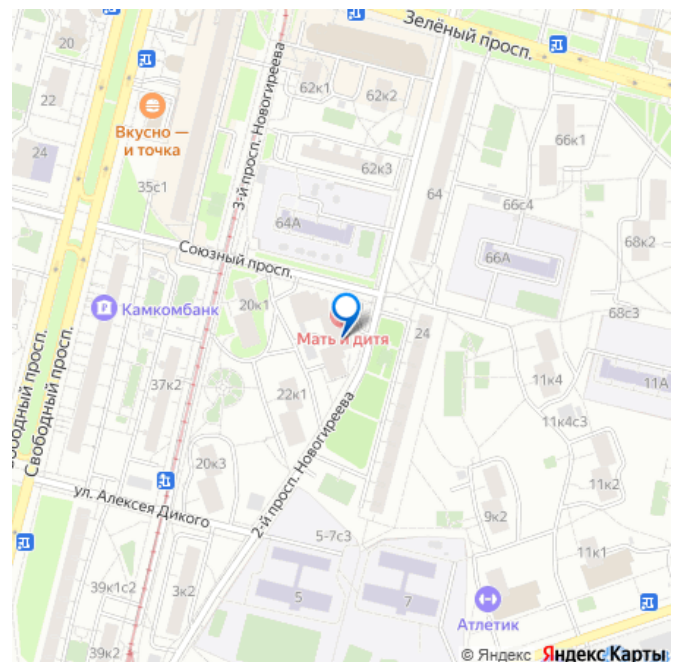 Зелёный просп.
20
62к1
62к2
22
Вкусно —
и точка
66к1
24
3-й просп. Новогиреева
62к3
35с1
64
66с4
64А
68к2
Союзный просп.
66А
20к1
Камкомбанк
68с3
24
Мать и дитя
Свободный просп.
ободный просп.
37к2
11к4
11А
22к1
11к4с3
2-й просп. Новогиреева
20к3
11к2
ул. Алексея Дикого
9к2
5-7с3
11к1
39к1с2
3к2
5
7
Атлетик
39к2
© Яндекс Яндекс Карты